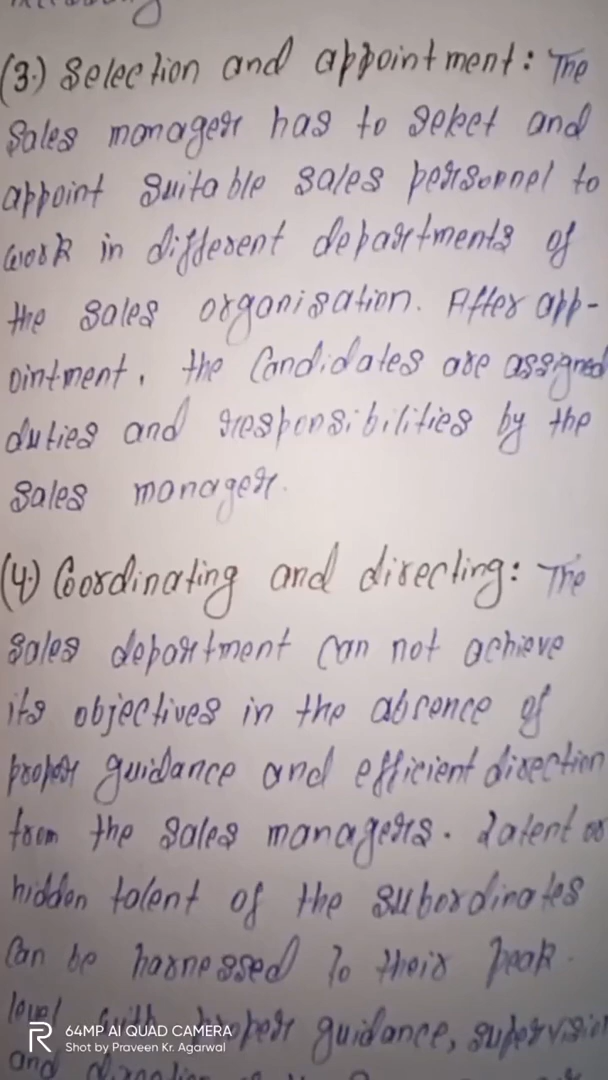 (3.) Selection and appointment: The
Sales manager has to select and
appoint suitable sales personnel to
work in different departments of
the sales organisation. After app-
ointment, the candidates are assigned
duties and responsibilities by the
sales manager.
(4.) Coordinating and directing: The
sales department can not achieve
its objectives in the absence of
proper guidance and efficient direction
from the sales managers. Latent or
hidden talent of the subordinates
can be harnessed to their peak
level with proper guidance, supervision
and
64MP AI QUAD CAMERA
Shot by Praveen Kr. Agarwal